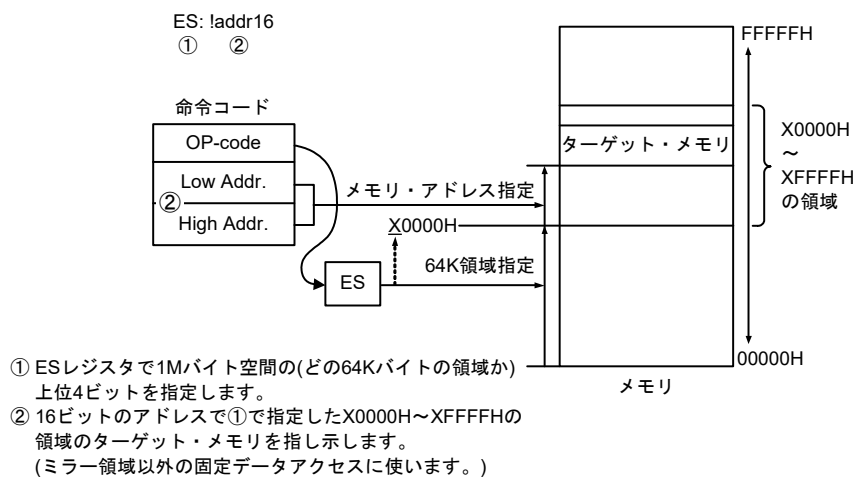 ES: !addr16
① ②
命令コード
OP-code
Low Addr.
②
High Addr.
メモリ・アドレス指定
X0000H
ES
64K領域指定
FFFFFH
ターゲット・メモリ
X0000H
～
XFFFFH
の領域
00000H
メモリ
① ESレジスタで1Mバイト空間の(どの64Kバイトの領域か)
上位4ビットを指定します。
② 16ビットのアドレスで①で指定したX0000H～XFFFFHの
領域のターゲット・メモリを指し示します。
(ミラー領域以外の固定データアクセスに使います。)